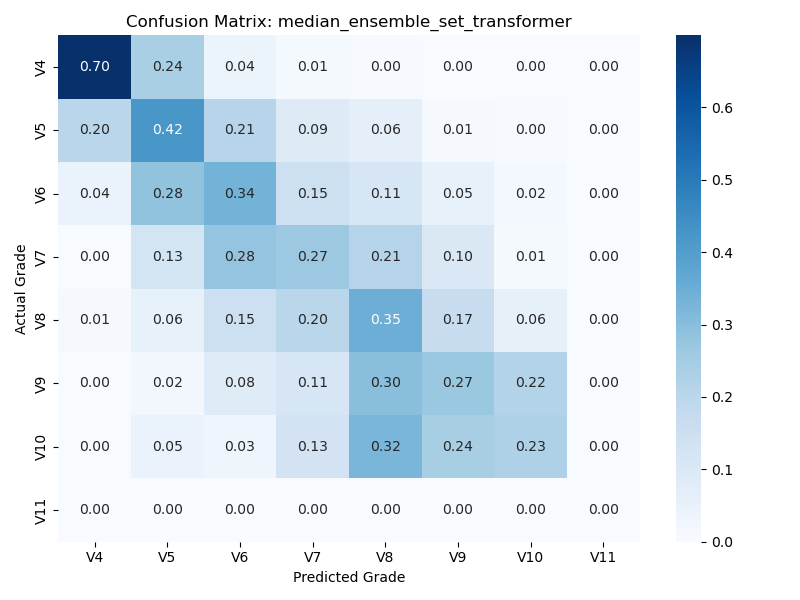 Confusion Matrix: median_ensemble_set_transformer
Actual Grade
V4 0.70 0.24 0.04 0.01 0.00 0.00 0.00 0.00
V5 0.20 0.42 0.21 0.09 0.06 0.01 0.00 0.00
V6 0.04 0.28 0.34 0.15 0.11 0.05 0.02 0.00
V7 0.00 0.13 0.28 0.27 0.21 0.10 0.01 0.00
V8 0.01 0.06 0.15 0.20 0.35 0.17 0.06 0.00
V9 0.00 0.02 0.08 0.11 0.30 0.27 0.22 0.00
V10 0.00 0.05 0.03 0.13 0.32 0.24 0.23 0.00
V11 0.00 0.00 0.00 0.00 0.00 0.00 0.00 0.00
V4 V5 V6 V7 V8 V9 V10 V11
Predicted Grade
0.6
0.5
0.4
0.3
0.2
0.1
0.0